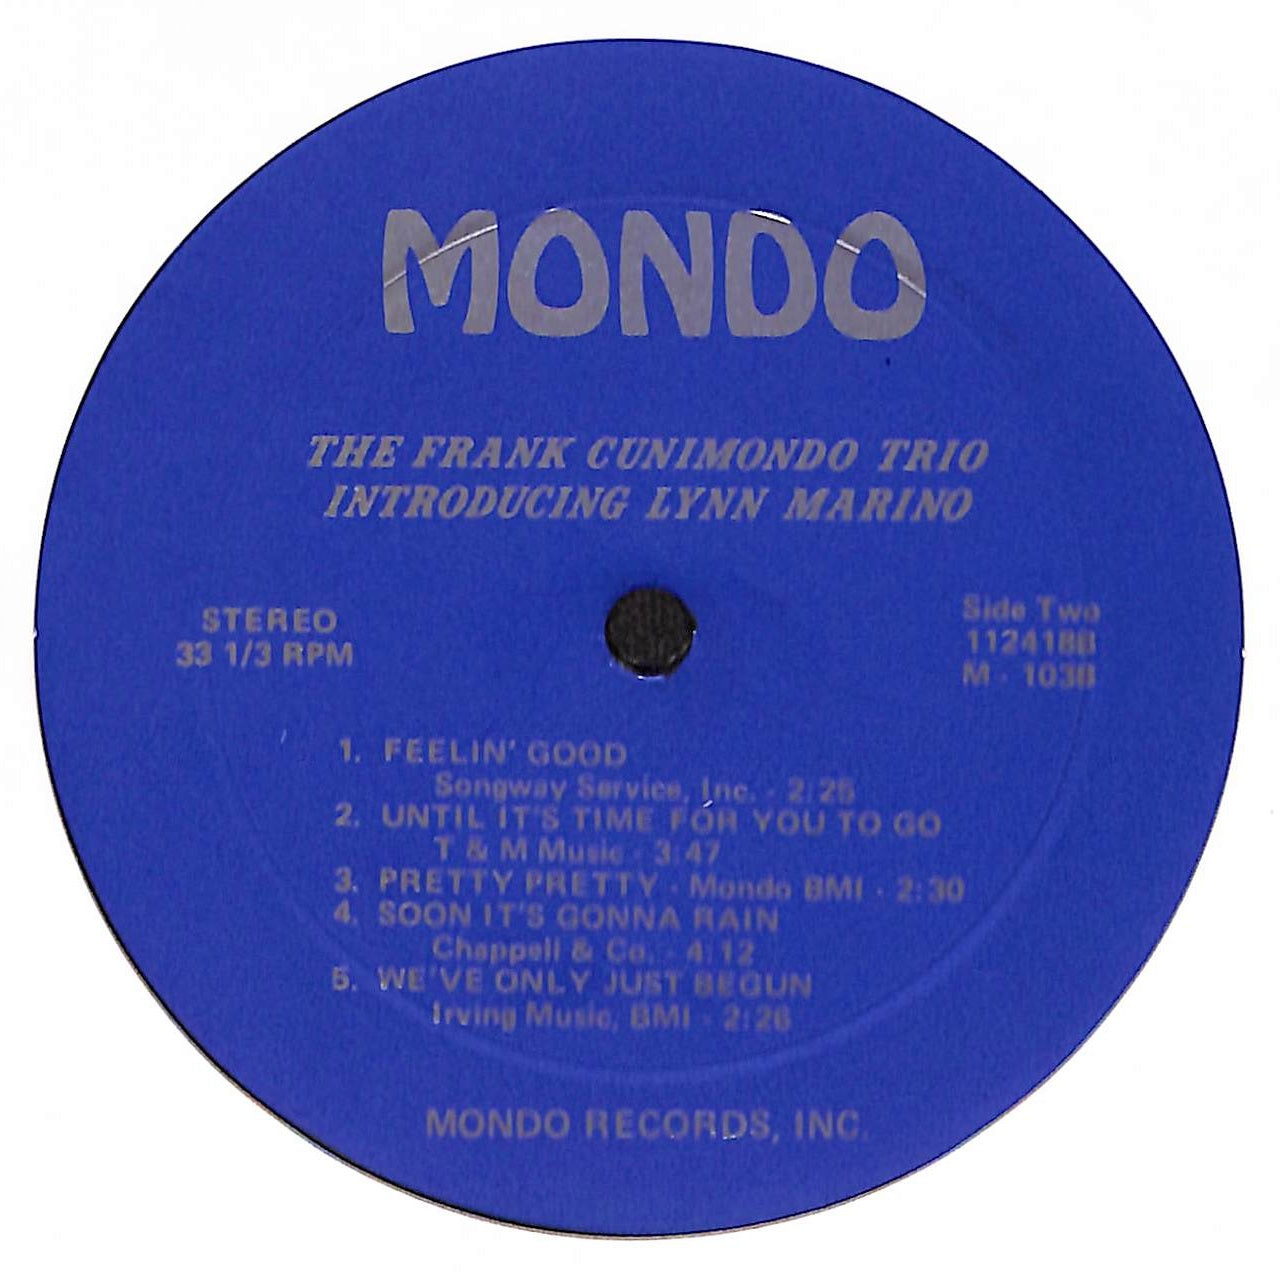 MONDO
THE FRANK CUNIMONDO TRIO
INTRODUCING LYNN MARINO
STEREO
33 1/3 RPM
Side Two
112418B
M - 103B
1. FEELIN' GOOD
Songway Service, Inc. - 2:25
2. UNTIL IT'S TIME FOR YOU TO GO
T & M Music - 3:47
3. PRETTY PRETTY - Mondo BMI - 2:30
4. SOON IT'S GONNA RAIN
Chappell & Co. - 4:12
5. WE'VE ONLY JUST BEGUN
Irving Music, BMI - 2:26
MONDO RECORDS, INC.